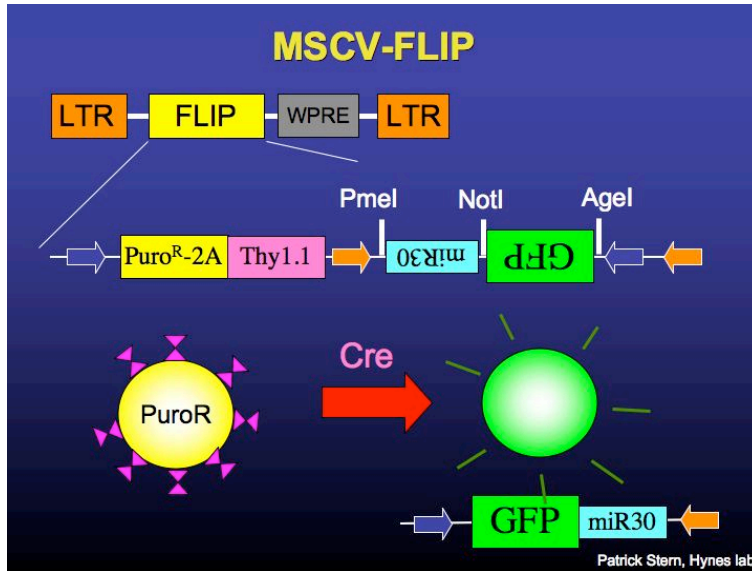 MSCV-FLIP
LTR FLIP WPRE LTR
PmeI NotI AgeI
Puroᴿ-2A Thy1.1 miR30 GFP
Cre
PuroR
GFP miR30
Patrick Stern, Hynes lab